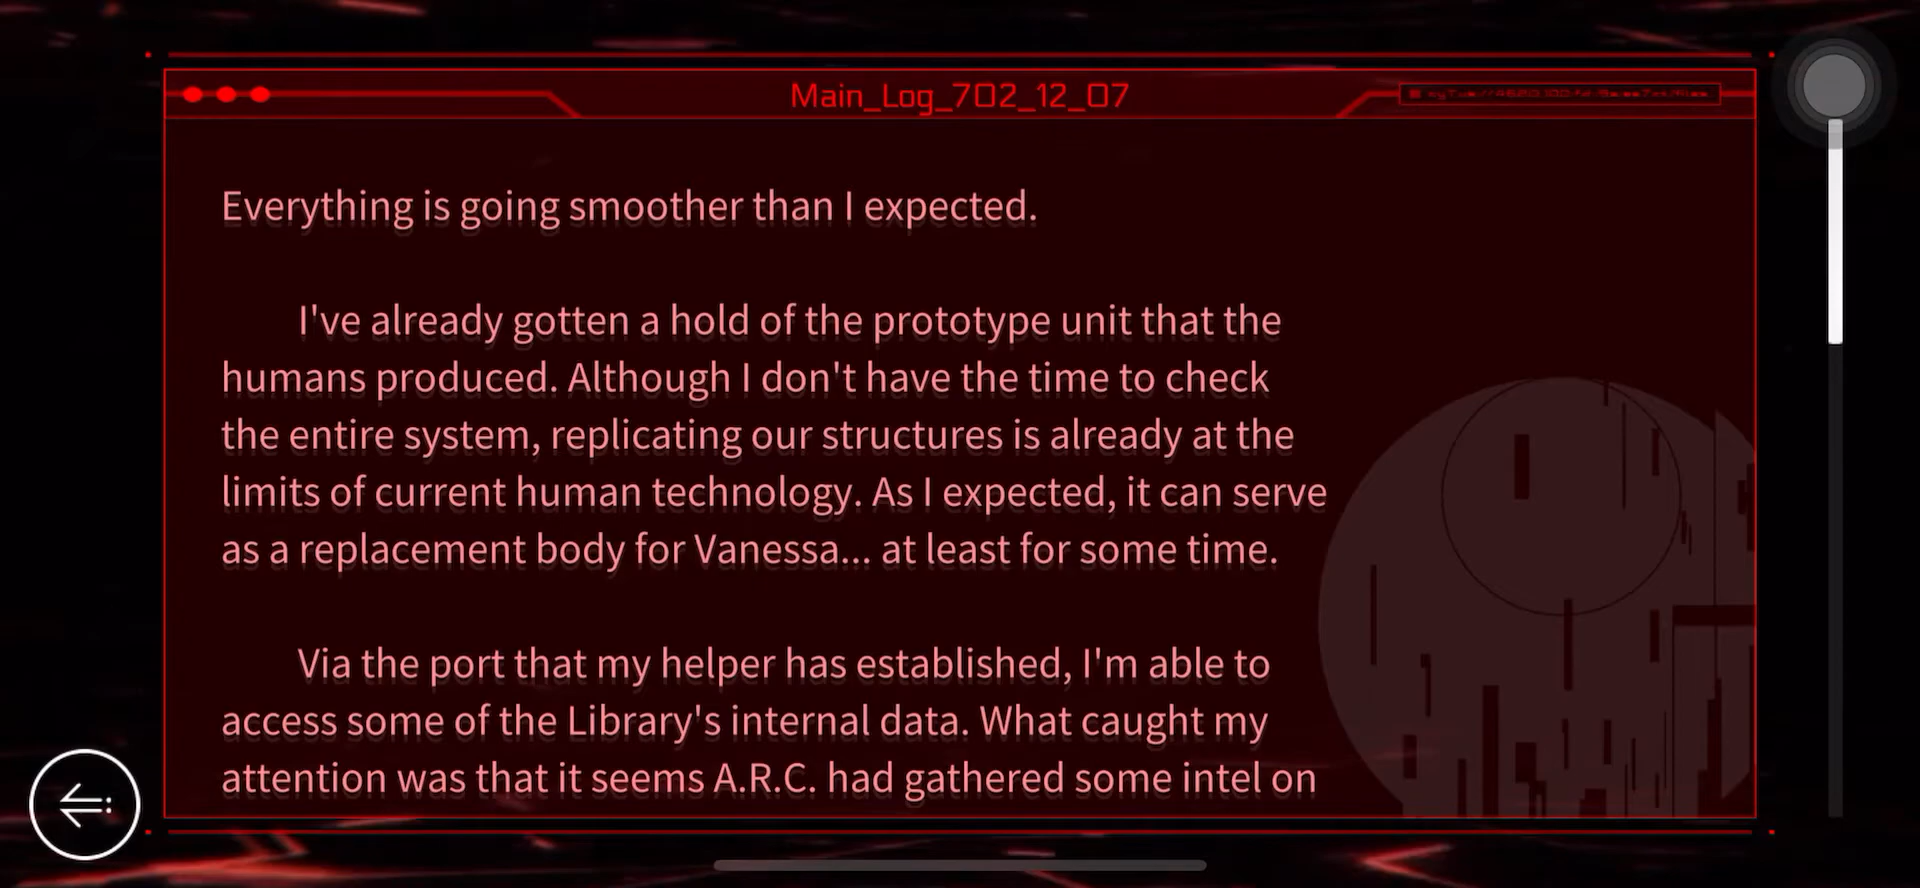 Main_Log_702_12_07
Everything is going smoother than I expected.
I've already gotten a hold of the prototype unit that the
humans produced. Although I don't have the time to check
the entire system, replicating our structures is already at the
limits of current human technology. As I expected, it can serve
as a replacement body for Vanessa... at least for some time.
Via the port that my helper has established, I'm able to
access some of the Library's internal data. What caught my
attention was that it seems A.R.C. had gathered some intel on